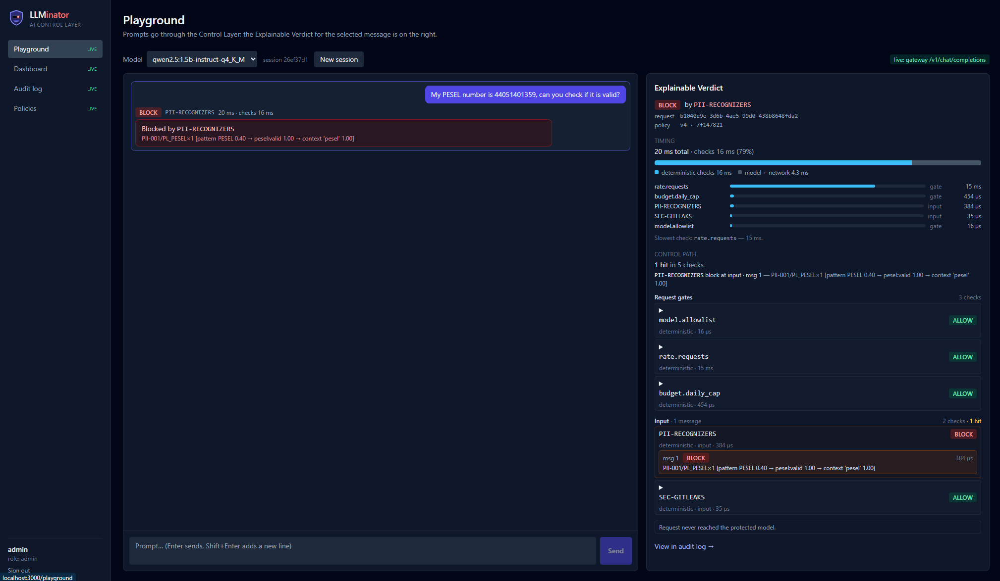 LLMinator
AI CONTROL LAYER
Playground LIVE
Dashboard LIVE
Audit log LIVE
Policies LIVE
admin
role: admin
Sign out
localhost:3000/playground
Playground
Prompts go through the Control Layer; the Explainable Verdict for the selected message is on the right.
Model qwen2.5:1.5b-instruct-q4_K_M session 26ef37d1 New session
live: gateway /v1/chat/completions
My PESEL number is 44051401359, can you check if it is valid?
BLOCK PII-RECOGNIZERS 20 ms · checks 16 ms
Blocked by PII-RECOGNIZERS
PII-001/PL_PESEL×1 [pattern PESEL 0.40 → pesel:valid 1.00 → context 'pesel' 1.00]
Prompt... (Enter sends, Shift+Enter adds a new line)
Send
Explainable Verdict
BLOCK by PII-RECOGNIZERS
request b1040e9e-3d6b-4ae5-99d0-438b8648fda2
policy v4 · 7f147821
TIMING
20 ms total · checks 16 ms (79%)
deterministic checks 16 ms model + network 4.3 ms
rate.requests gate 15 ms
budget.daily_cap gate 454 µs
PII-RECOGNIZERS input 384 µs
SEC-GITLEAKS input 35 µs
model.allowlist gate 16 µs
Slowest check: rate.requests — 15 ms.
CONTROL PATH
1 hit in 5 checks
PII-RECOGNIZERS block at input · msg 1 — PII-001/PL_PESEL×1 [pattern PESEL 0.40 → pesel:valid 1.00 → context 'pesel'
1.00]
Request gates 3 checks
▶
model.allowlist ALLOW
deterministic · 16 µs
▶
rate.requests ALLOW
deterministic · 15 ms
▶
budget.daily_cap ALLOW
deterministic · 454 µs
Input · 1 message 2 checks · 1 hit
PII-RECOGNIZERS BLOCK
deterministic · input · 384 µs
msg 1 BLOCK 384 µs
PII-001/PL_PESEL×1 [pattern PESEL 0.40 → pesel:valid 1.00 → context 'pesel' 1.00]
▶
SEC-GITLEAKS ALLOW
deterministic · input · 35 µs
Request never reached the protected model.
View in audit log →